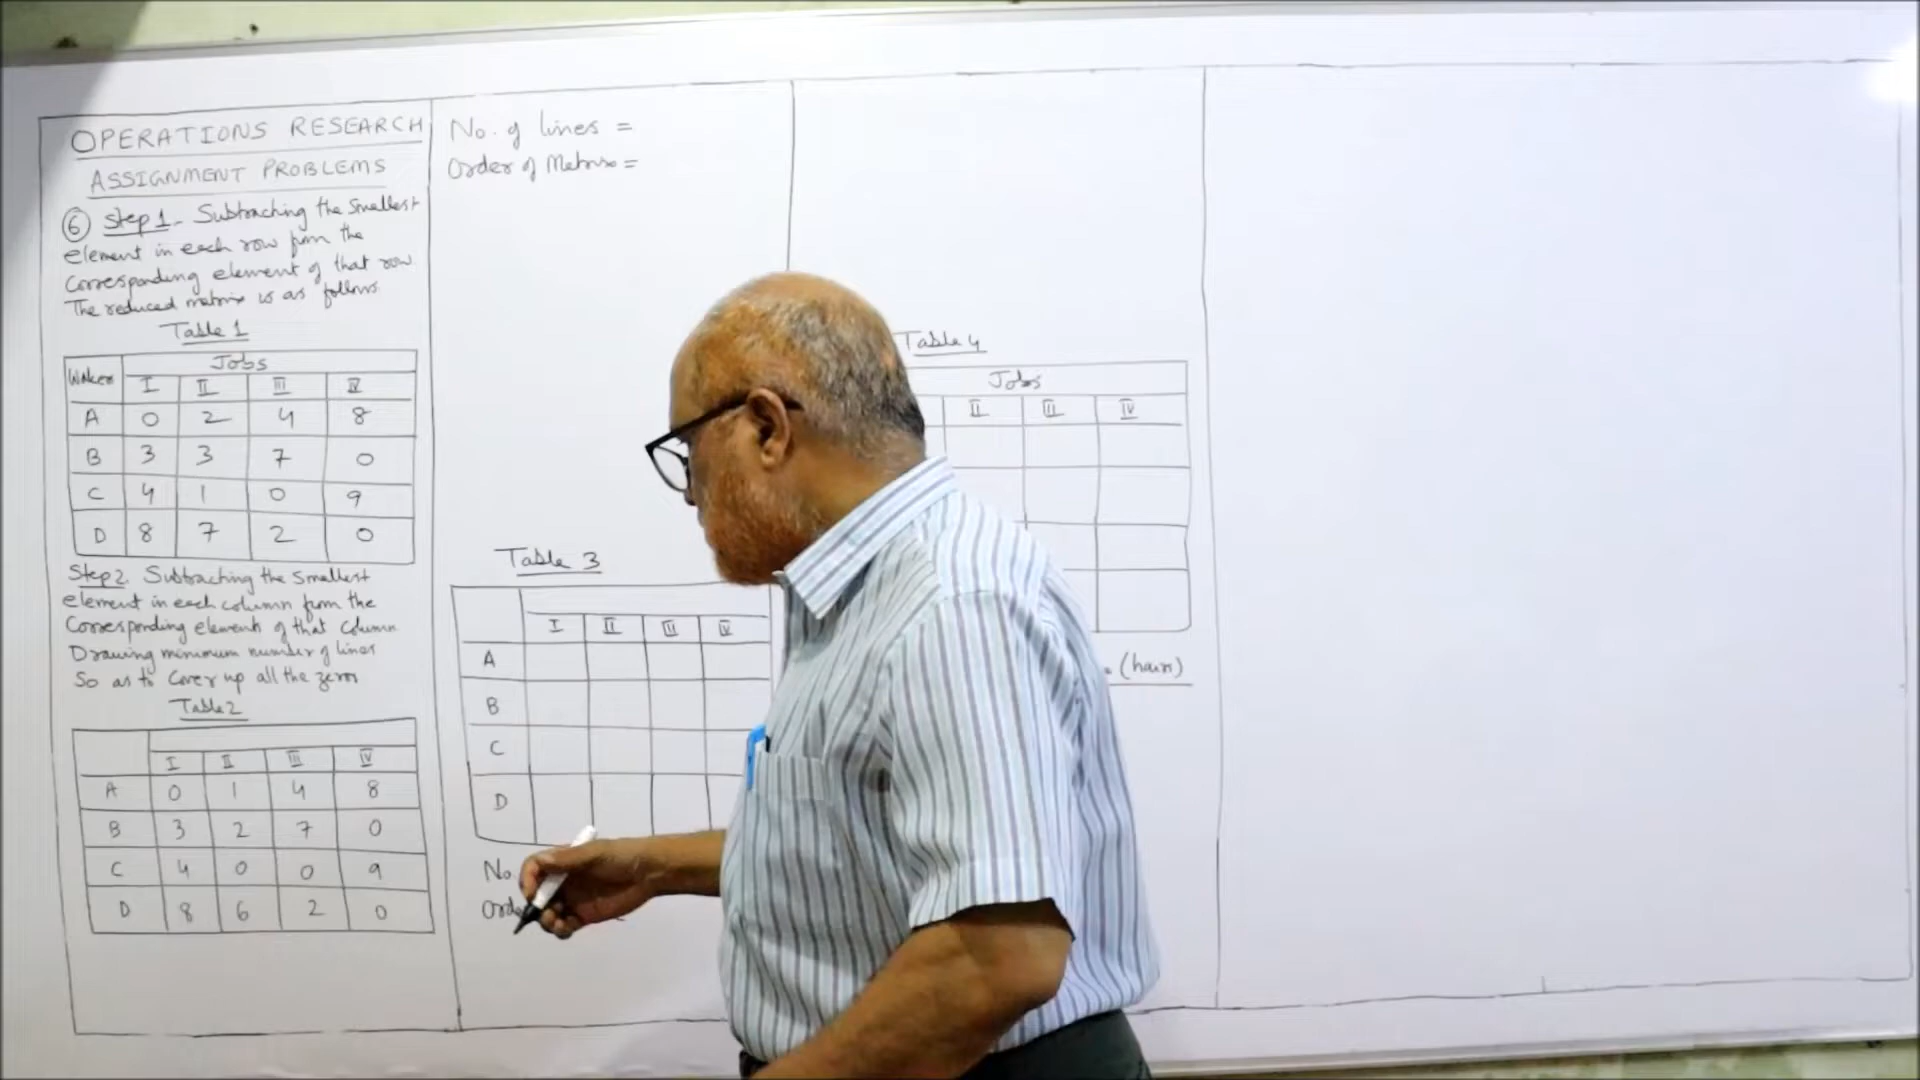 OPERATIONS RESEARCH
ASSIGNMENT PROBLEMS
⑥ Step 1 - Subtracting the Smallest
element in each row from the
Corresponding element of that row
The reduced matrix is as follows
Table 1
Worker Jobs
I II III IV
A 0 2 4 8
B 3 3 7 0
C 4 1 0 9
D 8 7 2 0
Step 2. Subtracting the Smallest
element in each column from the
Corresponding element of that Column
Drawing minimum number of lines
So as to Cover up all the zeros
Table 2
I II III IV
A 0 1 4 8
B 3 2 7 0
C 4 0 0 9
D 8 6 2 0
No. of lines =
Order of Matrix =
Table 3
I II III IV
A
B
C
D
No.
Table 4
Jobs
II III IV
(hours)